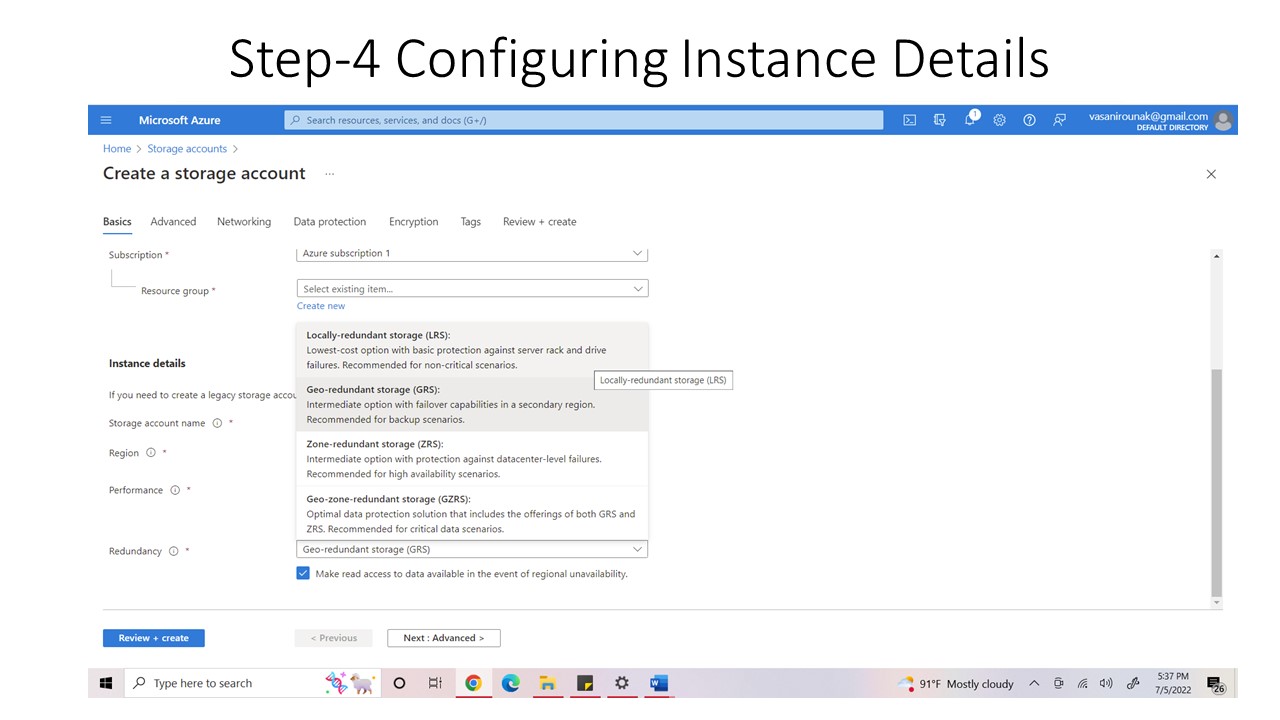 Step-4 Configuring Instance Details
Microsoft Azure
Search resources, services, and docs (G+/)
1
vasanirounak@gmail.com
DEFAULT DIRECTORY
Home > Storage accounts >
Create a storage account ...
Basics Advanced Networking Data protection Encryption Tags Review + create
Subscription * Azure subscription 1
Resource group * Select existing item...
Create new
Locally-redundant storage (LRS):
Lowest-cost option with basic protection against server rack and drive
failures. Recommended for non-critical scenarios.
Instance details
Locally-redundant storage (LRS)
Geo-redundant storage (GRS):
If you need to create a legacy storage accou
Intermediate option with failover capabilities in a secondary region.
Recommended for backup scenarios.
Storage account name *
Zone-redundant storage (ZRS):
Region *
Intermediate option with protection against datacenter-level failures.
Recommended for high availability scenarios.
Performance *
Geo-zone-redundant storage (GZRS):
Optimal data protection solution that includes the offerings of both GRS and
ZRS. Recommended for critical data scenarios.
Redundancy * Geo-redundant storage (GRS)
Make read access to data available in the event of regional unavailability.
Review + create < Previous Next : Advanced >
Type here to search
91°F Mostly cloudy
5:37 PM
7/5/2022
26